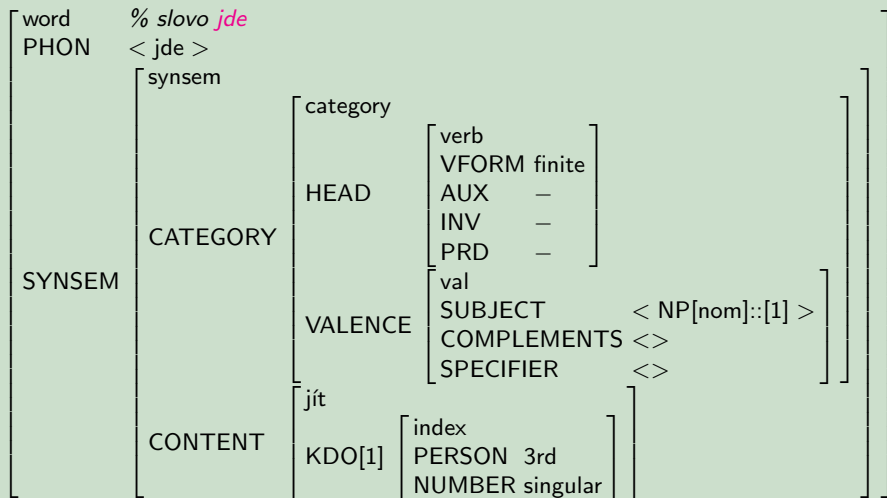 word % slovo jde
PHON < jde >
synsem
category
verb
VFORM finite
HEAD AUX −
INV −
CATEGORY PRD −
SYNSEM val
SUBJECT < NP[nom]::[1] >
VALENCE COMPLEMENTS <>
SPECIFIER <>
jít
CONTENT index
KDO[1] PERSON 3rd
NUMBER singular